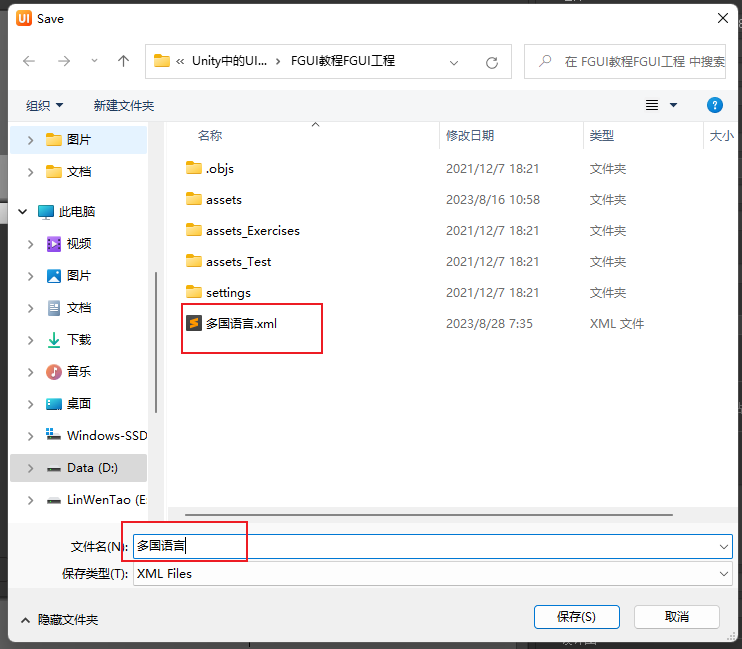 UI Save
« Unity中的UI... › FGUI教程FGUI工程
在 FGUI教程FGUI工程 中搜索
组织 新建文件夹
名称 修改日期 类型 大小
图片
文档
此电脑
视频
图片
文档
下载
音乐
桌面
Windows-SSD
Data (D:)
LinWenTao (E
.objs 2021/12/7 18:21 文件夹
assets 2023/8/16 10:58 文件夹
assets_Exercises 2021/12/7 18:21 文件夹
assets_Test 2021/12/7 18:21 文件夹
settings 2021/12/7 18:21 文件夹
多国语言.xml 2023/8/28 7:35 XML 文件
文件名(N): 多国语言
保存类型(T): XML Files
隐藏文件夹 保存(S) 取消